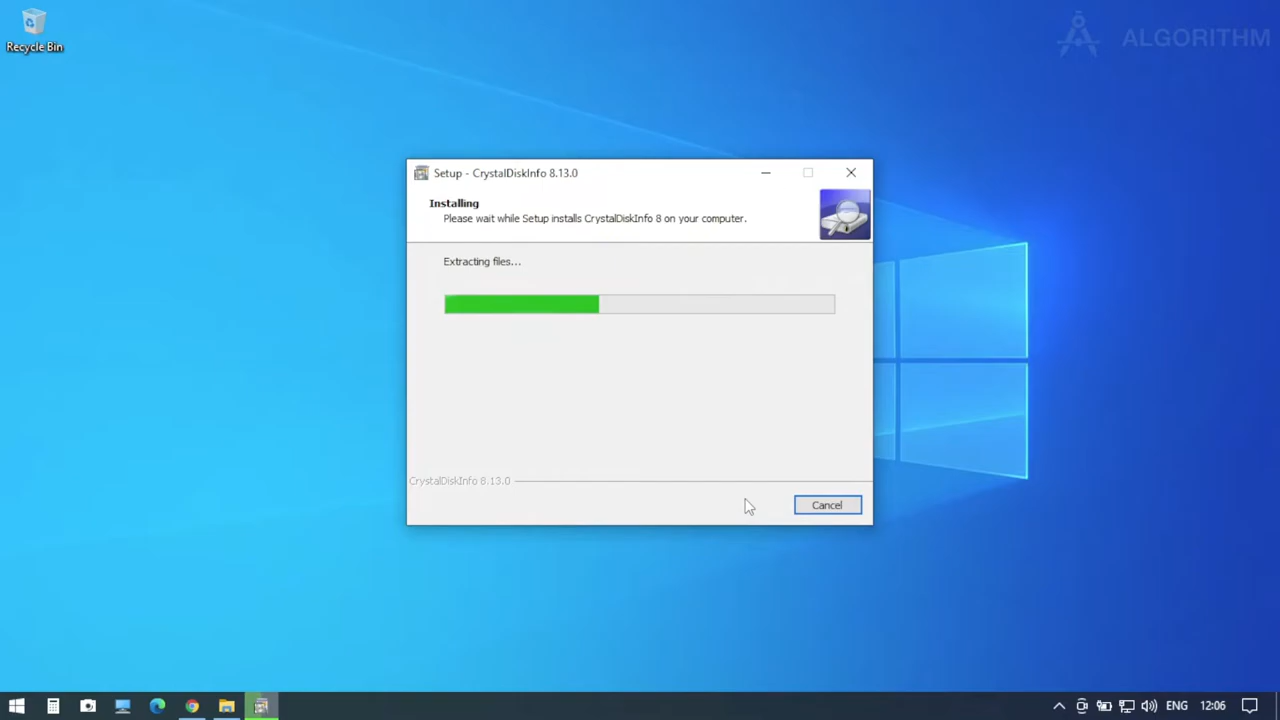 Recycle Bin
ALGORITHM
Setup - CrystalDiskInfo 8.13.0
Installing
Please wait while Setup installs CrystalDiskInfo 8 on your computer.
Extracting files...
CrystalDiskInfo 8.13.0
Cancel
ENG
12:06